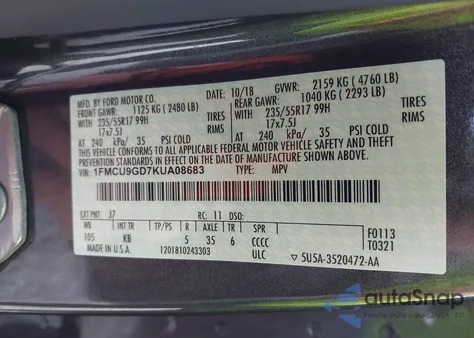 MFD. BY FORD MOTOR CO. 10/18 GVWR: 2159 KG ( 4760 LB)
FRONT GAWR: 1125 KG ( 2480 LB) REAR GAWR: 1040 KG ( 2293 LB)
WITH 235/55R17 99H WITH 235/55R17 99H
17x7.5J 17x7.5J
AT 240 kPa/ 35 PSI COLD AT 240 kPa/ 35 PSI COLD
THIS VEHICLE CONFORMS TO ALL APPLICABLE FEDERAL MOTOR VEHICLE SAFETY AND
THEFT PREVENTION STANDARDS IN EFFECT ON THE DATE OF MANUFACTURE SHOWN ABOVE.
VIN: 1FMCU9GD7KUA08683 TYPE: MPV
EXT PNT: J7 RC: 11 DSO: F0113
WB BRK INT TR TP/PS R AXLE TR SPR T0321
105 KB 5 35 6 CCCC
MADE IN U.S.A. 1201810243303 ULC 5U5A-3520472-AA
autoSnap